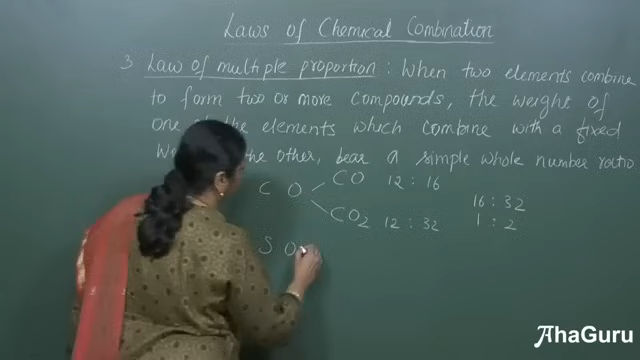 Laws of Chemical Combination
3 Law of multiple proportion : When two elements combine
to form two or more compounds, the weight of
one the elements which combine with a fixed
the other, bear a simple whole number ratio
C O CO 12 : 16
CO2 12 : 32
16 : 32
1 : 2
S O
AhaGuru